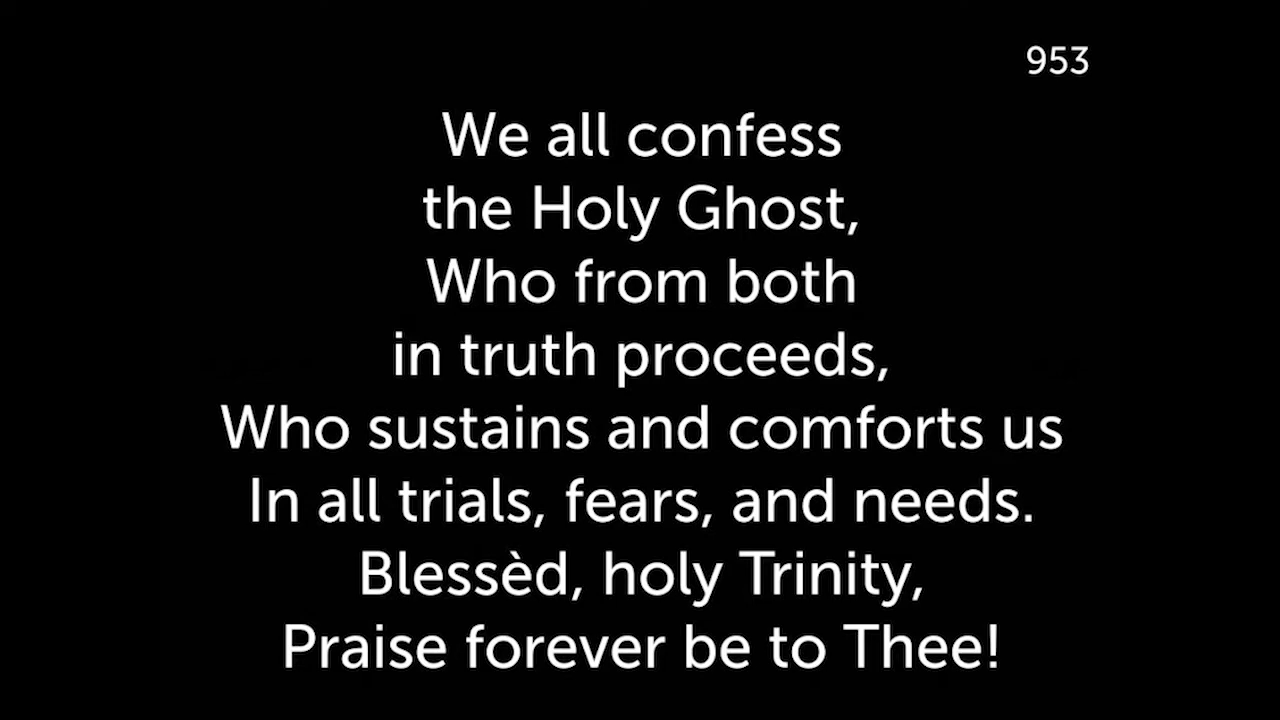 953
We all confess
the Holy Ghost,
Who from both
in truth proceeds,
Who sustains and comforts us
In all trials, fears, and needs.
Blessèd, holy Trinity,
Praise forever be to Thee!